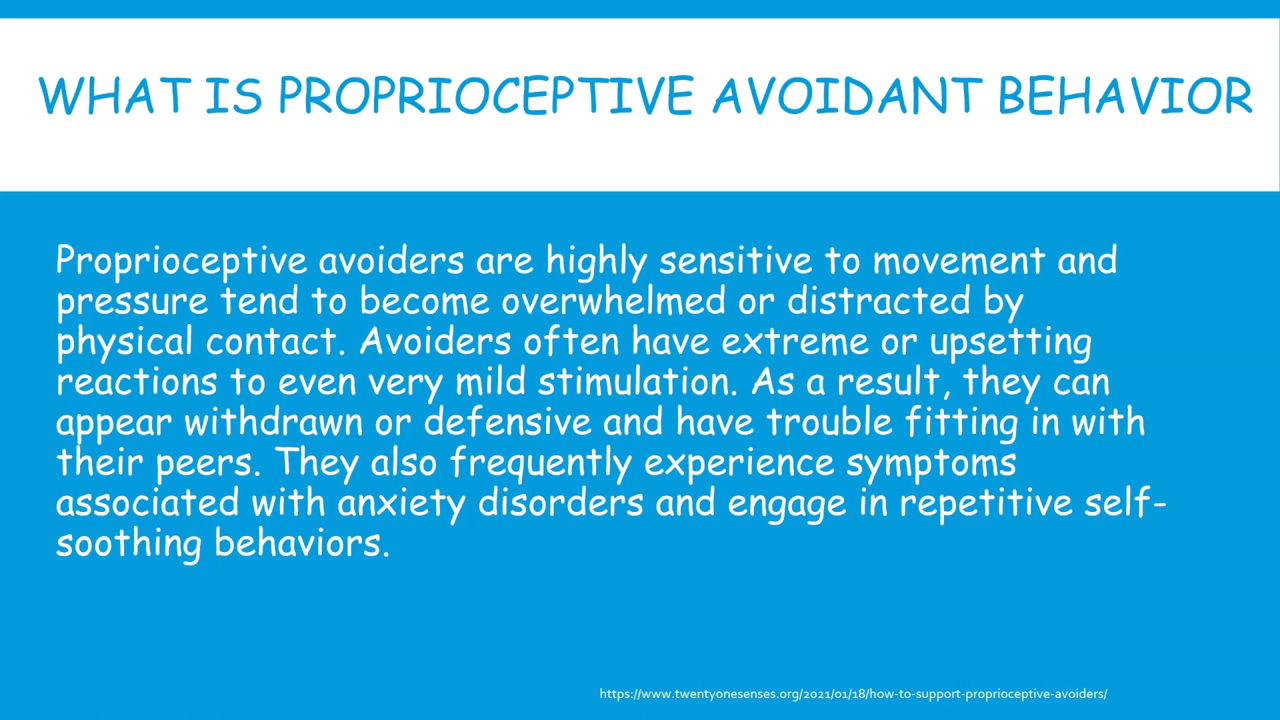 WHAT IS PROPRIOCEPTIVE AVOIDANT BEHAVIOR
Proprioceptive avoiders are highly sensitive to movement and
pressure tend to become overwhelmed or distracted by
physical contact. Avoiders often have extreme or upsetting
reactions to even very mild stimulation. As a result, they can
appear withdrawn or defensive and have trouble fitting in with
their peers. They also frequently experience symptoms
associated with anxiety disorders and engage in repetitive self-
soothing behaviors.
https://www.twentyonesenses.org/2021/01/18/how-to-support-proprioceptive-avoiders/